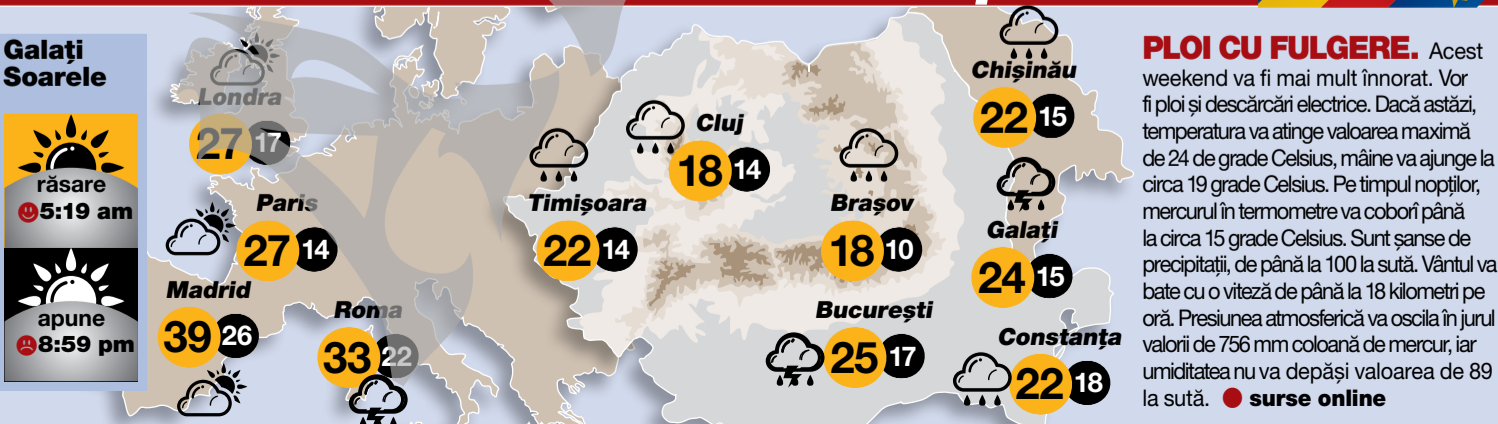 Galați
Soarele
răsare
5:19 am
apune
8:59 pm
Londra
27 17
Paris
27 14
Madrid
39 26
Roma
33 22
Timișoara
22 14
Cluj
18 14
Brașov
18 10
București
25 17
Chișinău
22 15
Galați
24 15
Constanța
22 18
PLOI CU FULGERE. Acest
weekend va fi mai mult înnorat. Vor
fi ploi și descărcări electrice. Dacă astăzi,
temperatura va atinge valoarea maximă
de 24 de grade Celsius, mâine va ajunge la
circa 19 grade Celsius. Pe timpul nopților,
mercurul în termometre va coborî până
la circa 15 grade Celsius. Sunt șanse de
precipitații, de până la 100 la sută. Vântul va
bate cu o viteză de până la 18 kilometri pe
oră. Presiunea atmosferică va oscila în jurul
valorii de 756 mm coloană de mercur, iar
umiditatea nu va depăși valoarea de 89
la sută. ● surse online